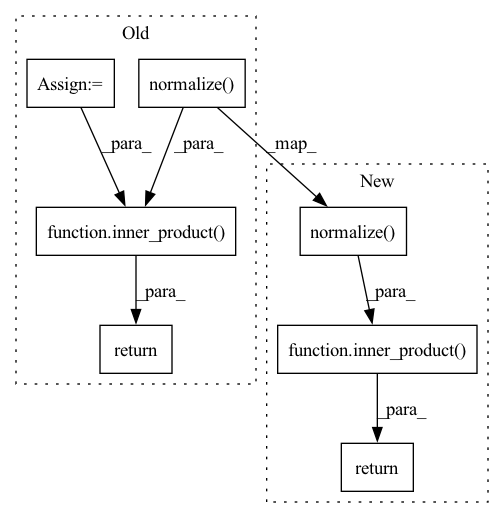 Old
Assign:=
normalize()
_para_
_para_
_map_
New
function.inner_product()
normalize()
_para_
_para_
return
function.inner_product()
_para_
return